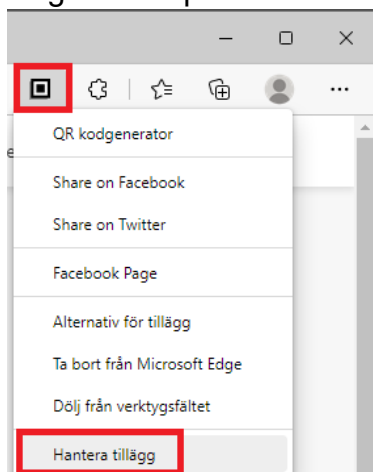 QR kodgenerator
Share on Facebook
Share on Twitter
Facebook Page
Alternativ för tillägg
Ta bort från Microsoft Edge
Dölj från verktygsfältet
Hantera tillägg